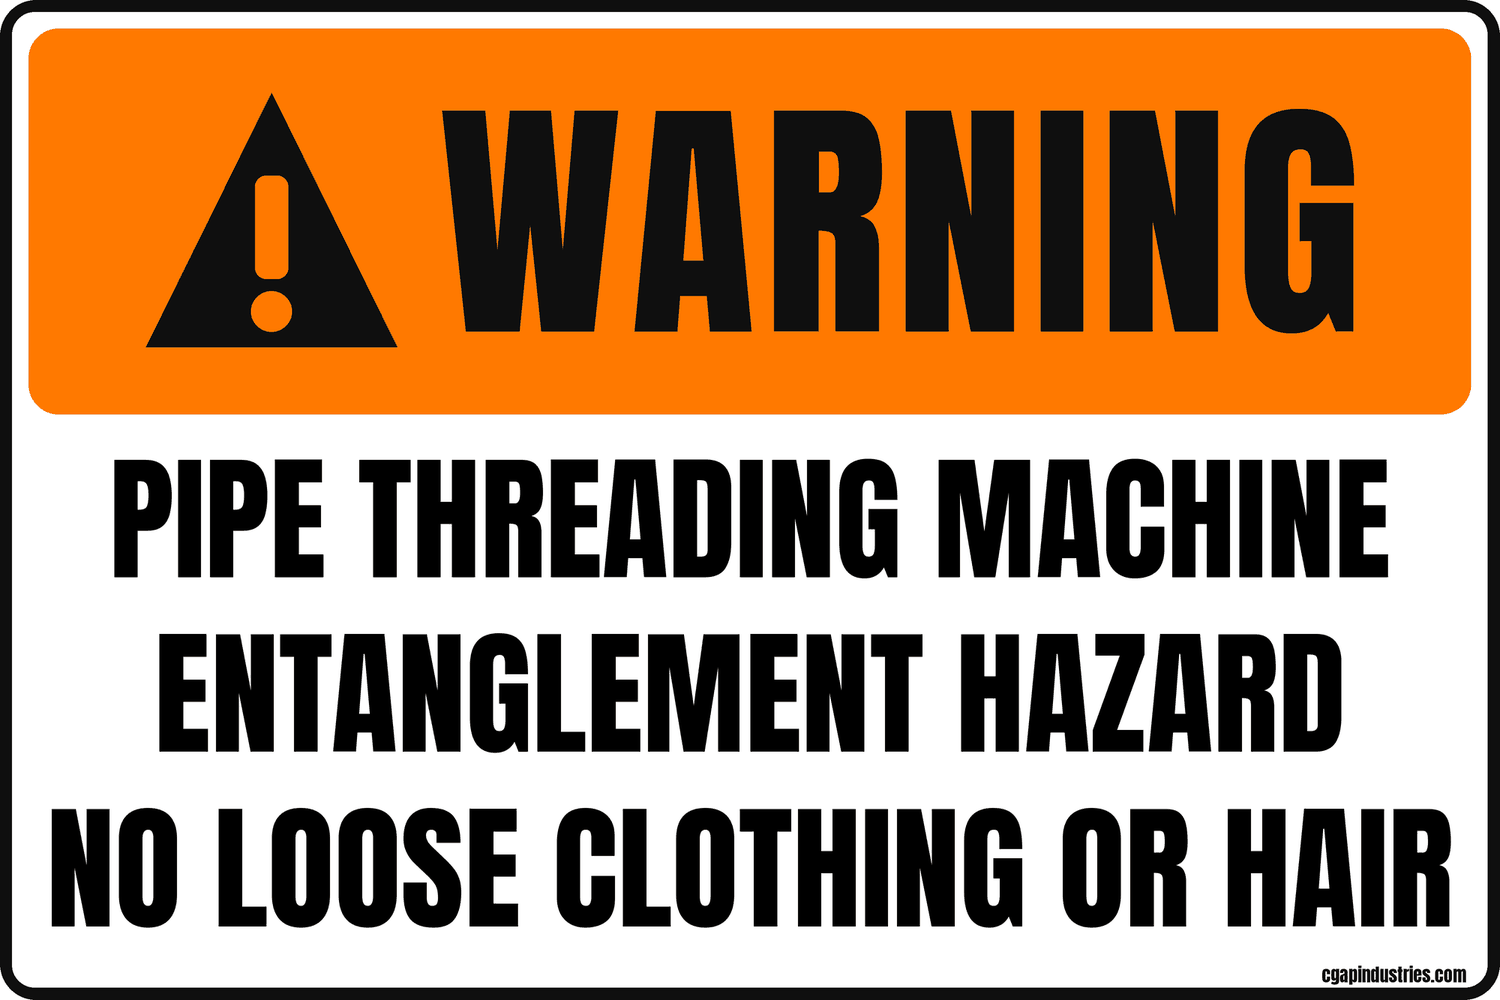 WARNING
PIPE THREADING MACHINE
ENTANGLEMENT HAZARD
NO LOOSE CLOTHING OR HAIR
cgapindustries.com